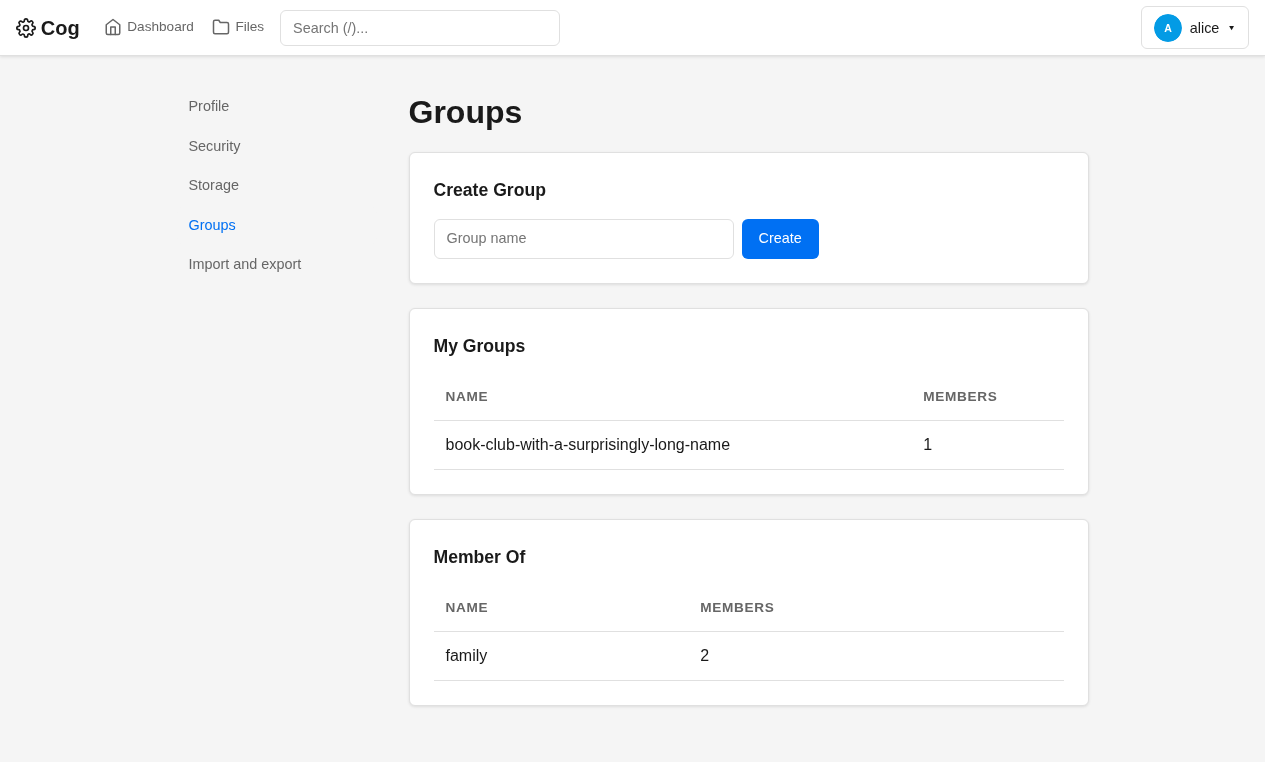 Cog
Dashboard
Files
Search (/)...
A
alice
Profile
Security
Storage
Groups
Import and export
Groups
Create Group
Group name
Create
My Groups
NAME MEMBERS
book-club-with-a-surprisingly-long-name 1
Member Of
NAME MEMBERS
family 2